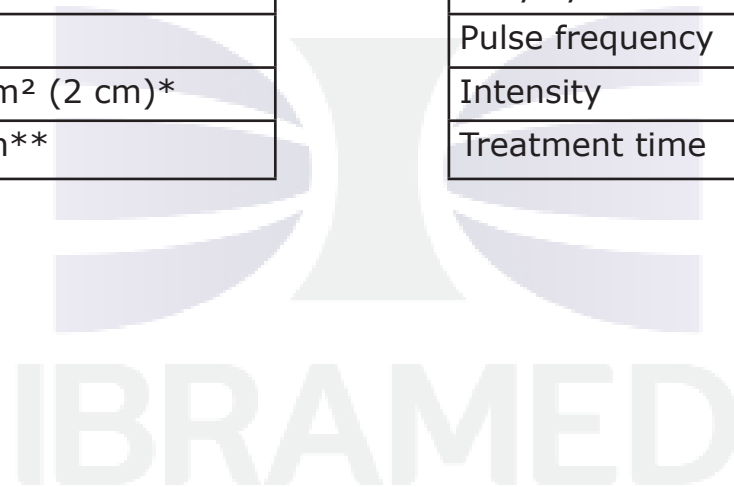 Pulse frequency
m² (2 cm)*
Intensity
n**
Treatment time
IBRAMED